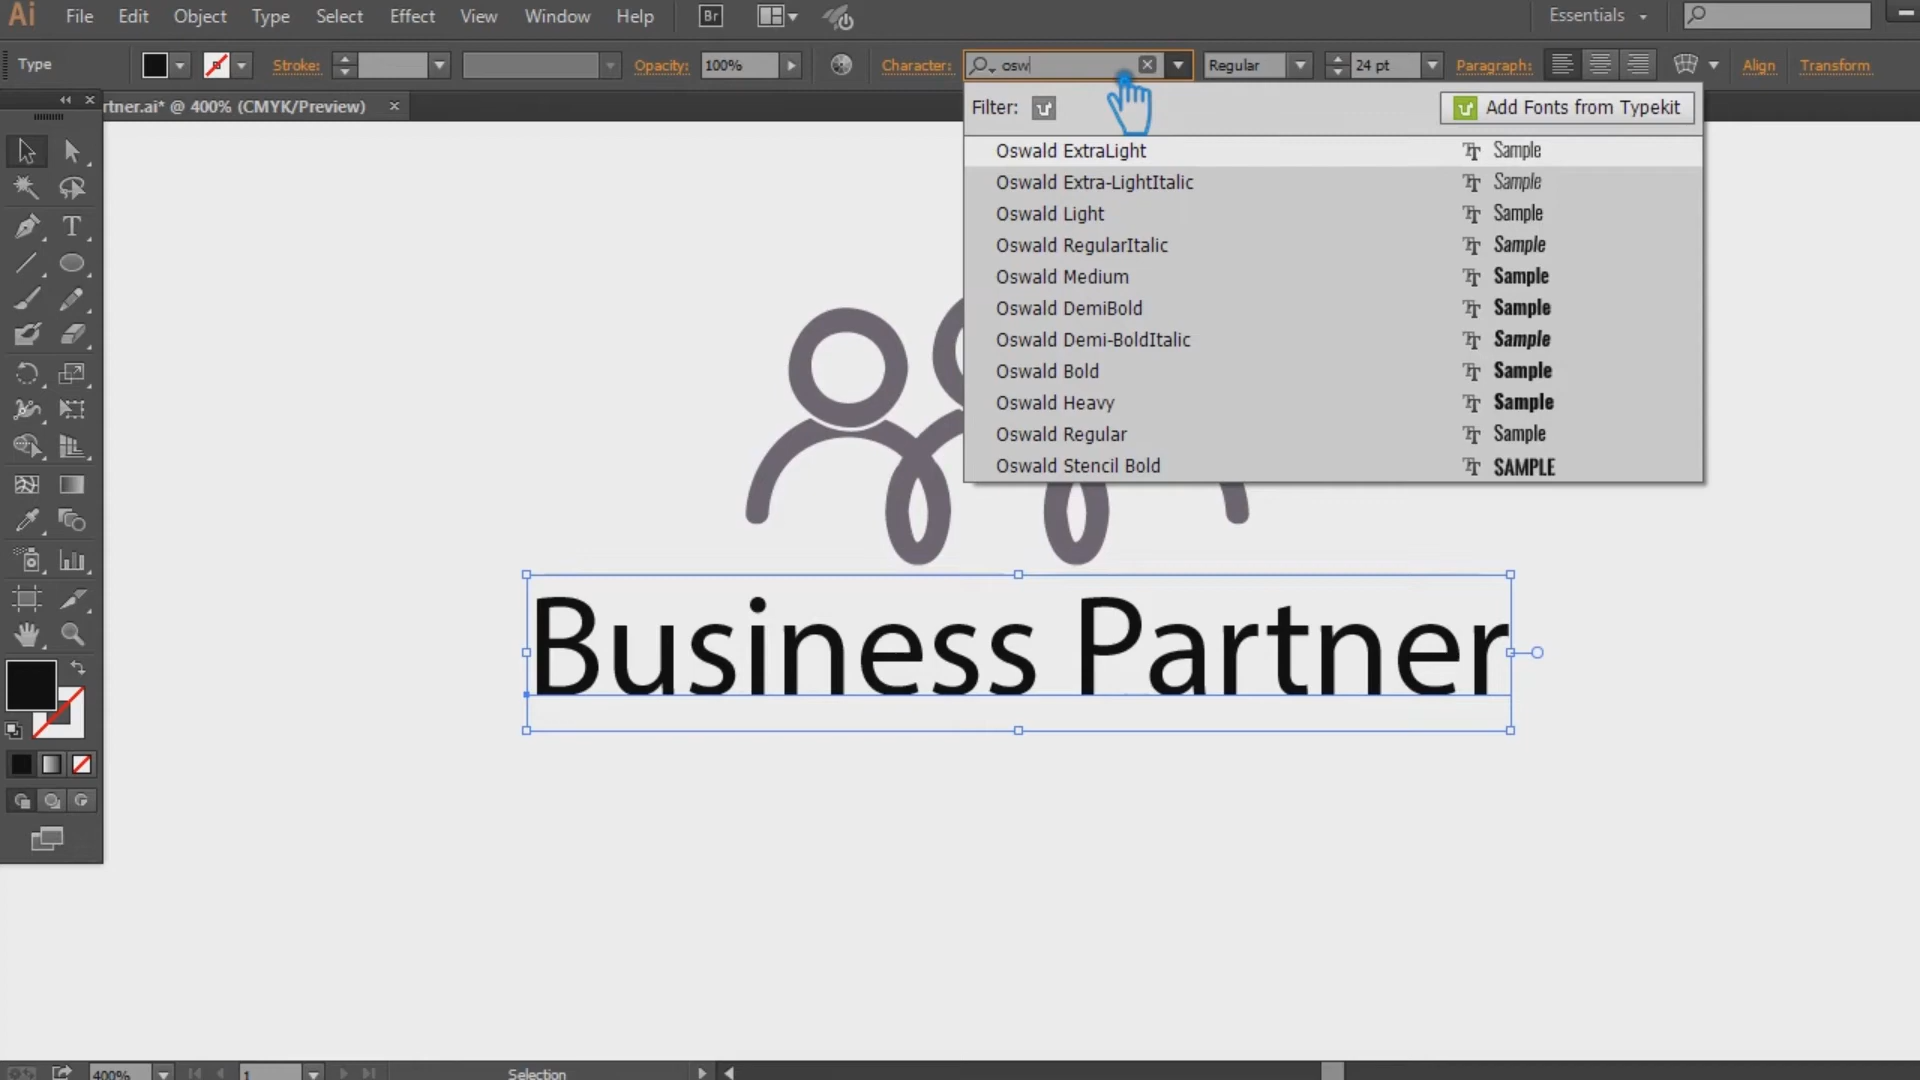 Ai File Edit Object Type Select Effect View Window Help Br Essentials
Type Stroke: Opacity: 100% Character: osw Regular 24 pt Paragraph: Align Transform
rtner.ai* @ 400% (CMYK/Preview)
Filter: Add Fonts from Typekit
Oswald ExtraLight Sample
Oswald Extra-LightItalic Sample
Oswald Light Sample
Oswald RegularItalic Sample
Oswald Medium Sample
Oswald DemiBold Sample
Oswald Demi-BoldItalic Sample
Oswald Bold Sample
Oswald Heavy Sample
Oswald Regular Sample
Oswald Stencil Bold SAMPLE
Business Partner
400% 1 Selection